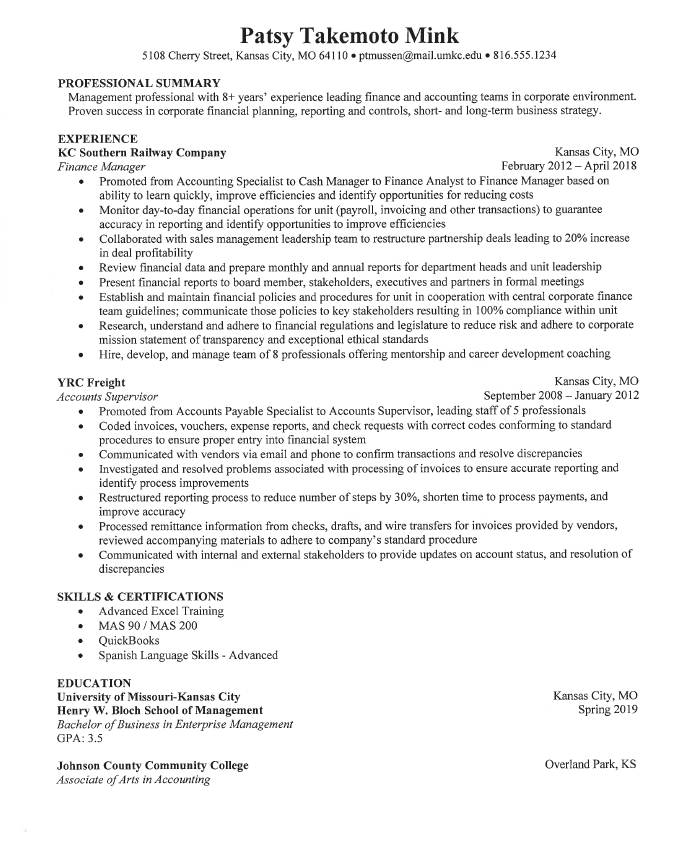 Patsy Takemoto Mink
5108 Cherry Street, Kansas City, MO 64110 • ptmussen@mail.umkc.edu • 816.555.1234
PROFESSIONAL SUMMARY
Management professional with 8+ years' experience leading finance and accounting teams in corporate environment.
Proven success in corporate financial planning, reporting and controls, short- and long-term business strategy.
EXPERIENCE
KC Southern Railway Company Kansas City, MO
Finance Manager February 2012 – April 2018
• Promoted from Accounting Specialist to Cash Manager to Finance Analyst to Finance Manager based on
ability to learn quickly, improve efficiencies and identify opportunities for reducing costs
• Monitor day-to-day financial operations for unit (payroll, invoicing and other transactions) to guarantee
accuracy in reporting and identify opportunities to improve efficiencies
• Collaborated with sales management leadership team to restructure partnership deals leading to 20% increase
in deal profitability
• Review financial data and prepare monthly and annual reports for department heads and unit leadership
• Present financial reports to board member, stakeholders, executives and partners in formal meetings
• Establish and maintain financial policies and procedures for unit in cooperation with central corporate finance
team guidelines; communicate those policies to key stakeholders resulting in 100% compliance within unit
• Research, understand and adhere to financial regulations and legislature to reduce risk and adhere to corporate
mission statement of transparency and exceptional ethical standards
• Hire, develop, and manage team of 8 professionals offering mentorship and career development coaching
YRC Freight Kansas City, MO
Accounts Supervisor September 2008 – January 2012
• Promoted from Accounts Payable Specialist to Accounts Supervisor, leading staff of 5 professionals
• Coded invoices, vouchers, expense reports, and check requests with correct codes conforming to standard
procedures to ensure proper entry into financial system
• Communicated with vendors via email and phone to confirm transactions and resolve discrepancies
• Investigated and resolved problems associated with processing of invoices to ensure accurate reporting and
identify process improvements
• Restructured reporting process to reduce number of steps by 30%, shorten time to process payments, and
improve accuracy
• Processed remittance information from checks, drafts, and wire transfers for invoices provided by vendors,
reviewed accompanying materials to adhere to company's standard procedure
• Communicated with internal and external stakeholders to provide updates on account status, and resolution of
discrepancies
SKILLS & CERTIFICATIONS
• Advanced Excel Training
• MAS 90 / MAS 200
• QuickBooks
• Spanish Language Skills - Advanced
EDUCATION
University of Missouri-Kansas City Kansas City, MO
Henry W. Bloch School of Management Spring 2019
Bachelor of Business in Enterprise Management
GPA: 3.5
Johnson County Community College Overland Park, KS
Associate of Arts in Accounting